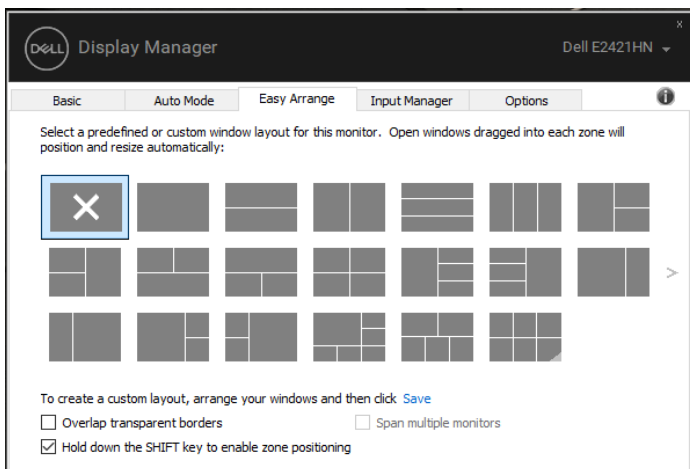 x
DELL Display Manager Dell E2421HN
Basic Auto Mode Easy Arrange Input Manager Options i
Select a predefined or custom window layout for this monitor. Open windows dragged into each zone will
position and resize automatically:
>
To create a custom layout, arrange your windows and then click Save
Overlap transparent borders Span multiple monitors
Hold down the SHIFT key to enable zone positioning